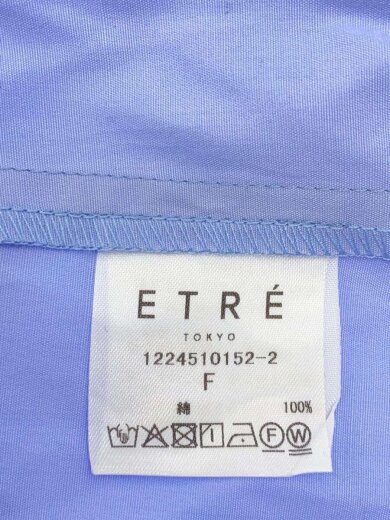 ETRÉ
TOKYO
1224510152-2
F
綿 100%
F W